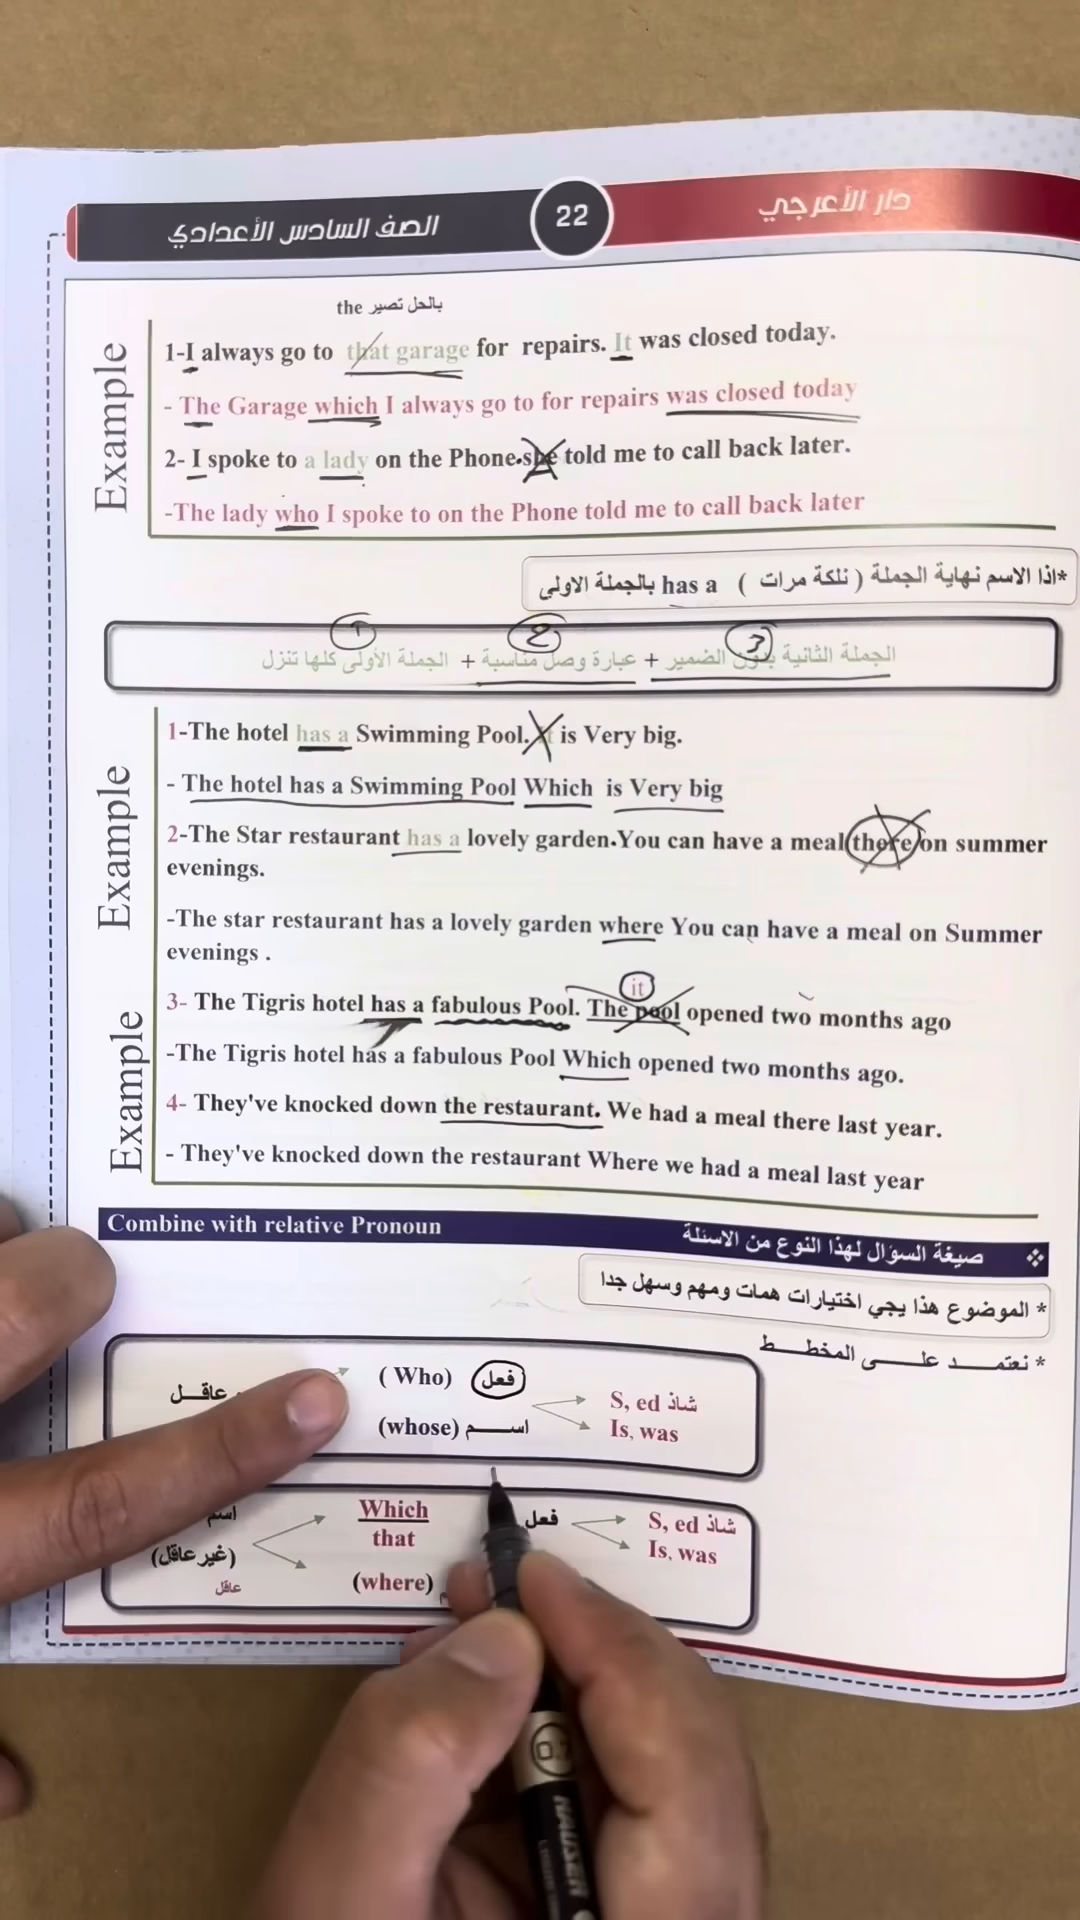 الصف السادس الأعدادي
22
دار الأعرجي
the بالحل تصير
Example
1-I always go to that garage for repairs. It was closed today.
- The Garage which I always go to for repairs was closed today
2- I spoke to a lady on the Phone.she told me to call back later.
-The lady who I spoke to on the Phone told me to call back later
*اذا الاسم نهاية الجملة ( نلكة مرات ) has a بالجملة الاولى
1 2 3
الجملة الأولى كلها تنزل + عبارة وصل مناسبة + الجملة الثانية بدون الضمير
Example
1-The hotel has a Swimming Pool. It is Very big.
- The hotel has a Swimming Pool Which is Very big
2-The Star restaurant has a lovely garden.You can have a meal there on summer
evenings.
-The star restaurant has a lovely garden where You can have a meal on Summer
evenings .
Example
it
3- The Tigris hotel has a fabulous Pool. The pool opened two months ago
-The Tigris hotel has a fabulous Pool Which opened two months ago.
4- They've knocked down the restaurant. We had a meal there last year.
- They've knocked down the restaurant Where we had a meal last year
Combine with relative Pronoun
صيغة السؤال لهذا النوع من الاسئلة
* الموضوع هذا يجي اختيارات همات ومهم وسهل جدا
* نعتمد على المخطط
عاقل
(Who) فعل
S, ed شاذ
(whose) اسم
Is, was
اسم
Which
فعل
S, ed شاذ
that
(غير عاقل)
Is, was
عاقل
(where)
0.7
HAUSER